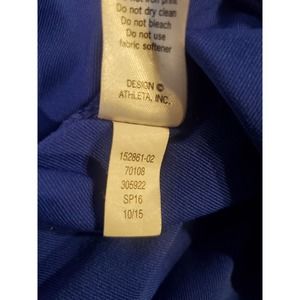 Do not dry clean
Do not bleach
Do not use
fabric softener
DESIGN ©
ATHLETA, INC.
152861-02
70108
305922
SP16
10/15